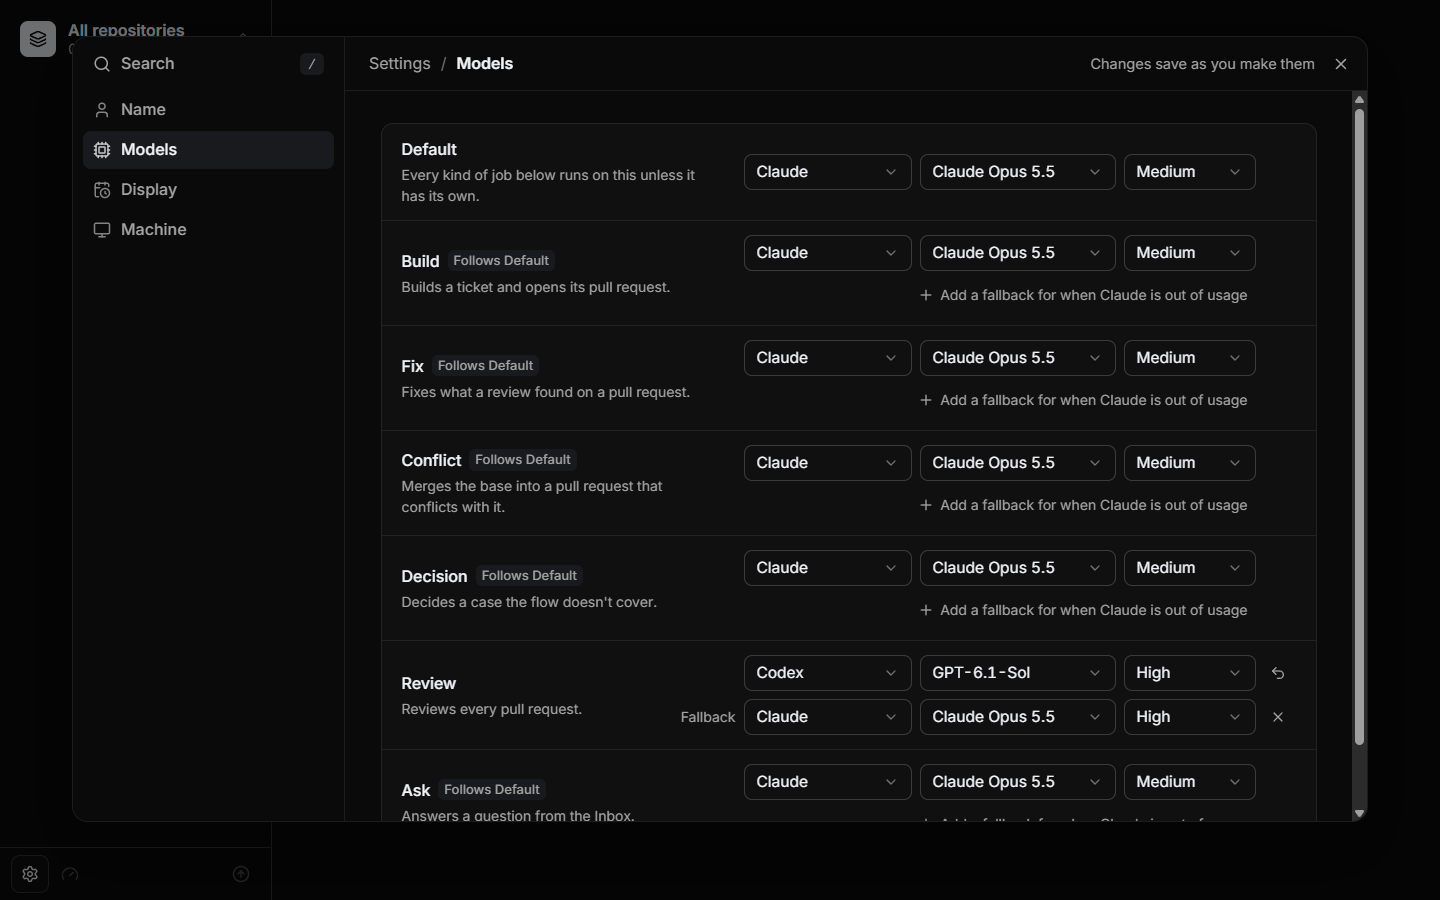 All repositories
Search /
Settings / Models
Changes save as you make them
Name
Models
Display
Machine
Default
Every kind of job below runs on this unless it
has its own.
Claude Claude Opus 5.5 Medium
Build Follows Default
Builds a ticket and opens its pull request.
Claude Claude Opus 5.5 Medium
Add a fallback for when Claude is out of usage
Fix Follows Default
Fixes what a review found on a pull request.
Claude Claude Opus 5.5 Medium
Add a fallback for when Claude is out of usage
Conflict Follows Default
Merges the base into a pull request that
conflicts with it.
Claude Claude Opus 5.5 Medium
Add a fallback for when Claude is out of usage
Decision Follows Default
Decides a case the flow doesn't cover.
Claude Claude Opus 5.5 Medium
Add a fallback for when Claude is out of usage
Review
Reviews every pull request.
Codex GPT-6.1-Sol High
Fallback Claude Claude Opus 5.5 High
Ask Follows Default
Answers a question from the Inbox.
Claude Claude Opus 5.5 Medium